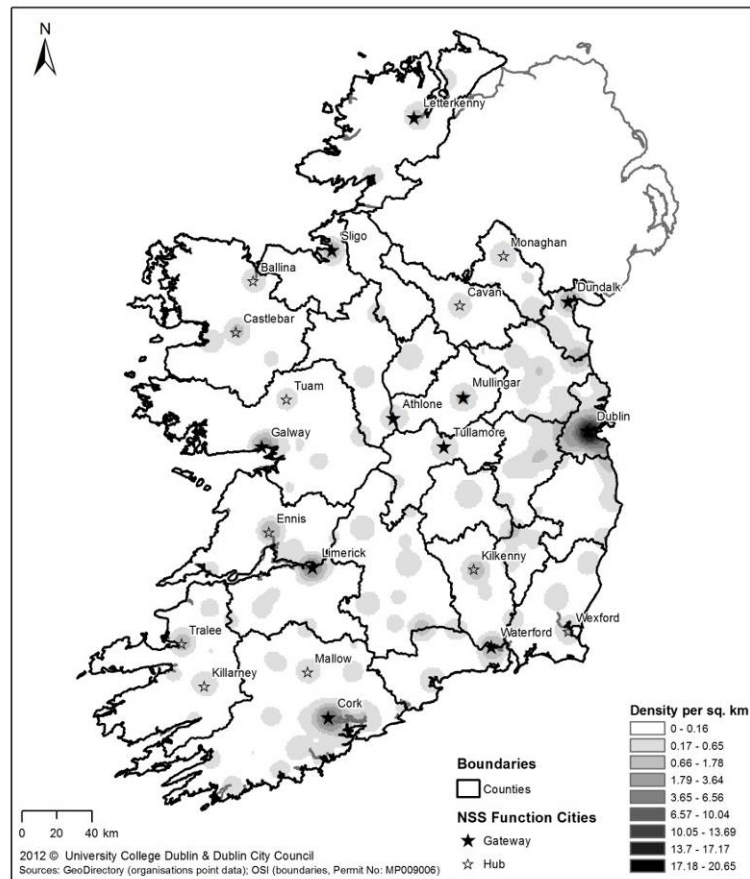 N
Letterkenny
Sligo
Monaghan
Ballina
Cavan
Dundalk
Castlebar
Tuam
Mullingar
Athlone
Dublin
Galway
Tullamore
Ennis
Limerick
Kilkenny
Wexford
Tralee
Waterford
Killarney
Mallow
Cork
Density per sq. km
0 - 0.16
0.17 - 0.65
0.66 - 1.78
1.79 - 3.64
3.65 - 6.56
6.57 - 10.04
10.05 - 13.69
13.7 - 17.17
17.18 - 20.65
Boundaries
Counties
NSS Function Cities
Gateway
Hub
0 20 40
km
2012 © University College Dublin & Dublin City Council
Sources: GeoDirectory (organisations point data); OSI (boundaries, Permit No: MP009006)